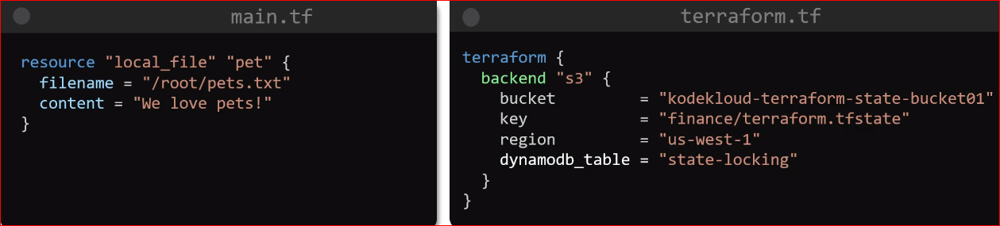 main.tf
resource "local_file" "pet" {
  filename = "/root/pets.txt"
  content = "We love pets!"
}
terraform.tf
terraform {
  backend "s3" {
    bucket         = "kodekloud-terraform-state-bucket01"
    key            = "finance/terraform.tfstate"
    region         = "us-west-1"
    dynamodb_table = "state-locking"
  }
}